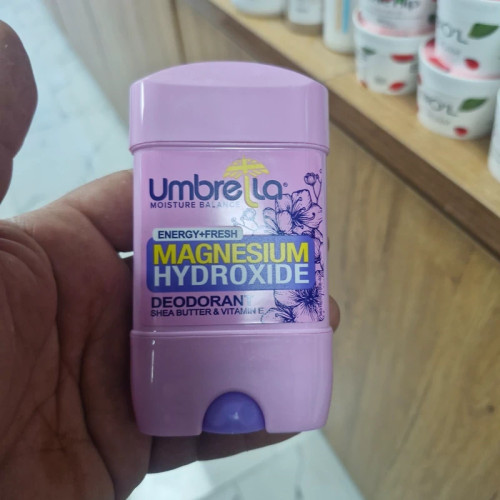 Umbrella®
MOISTURE BALANCE
ENERGY+FRESH
MAGNESIUM
HYDROXIDE
DEODORANT
SHEA BUTTER & VITAMIN E